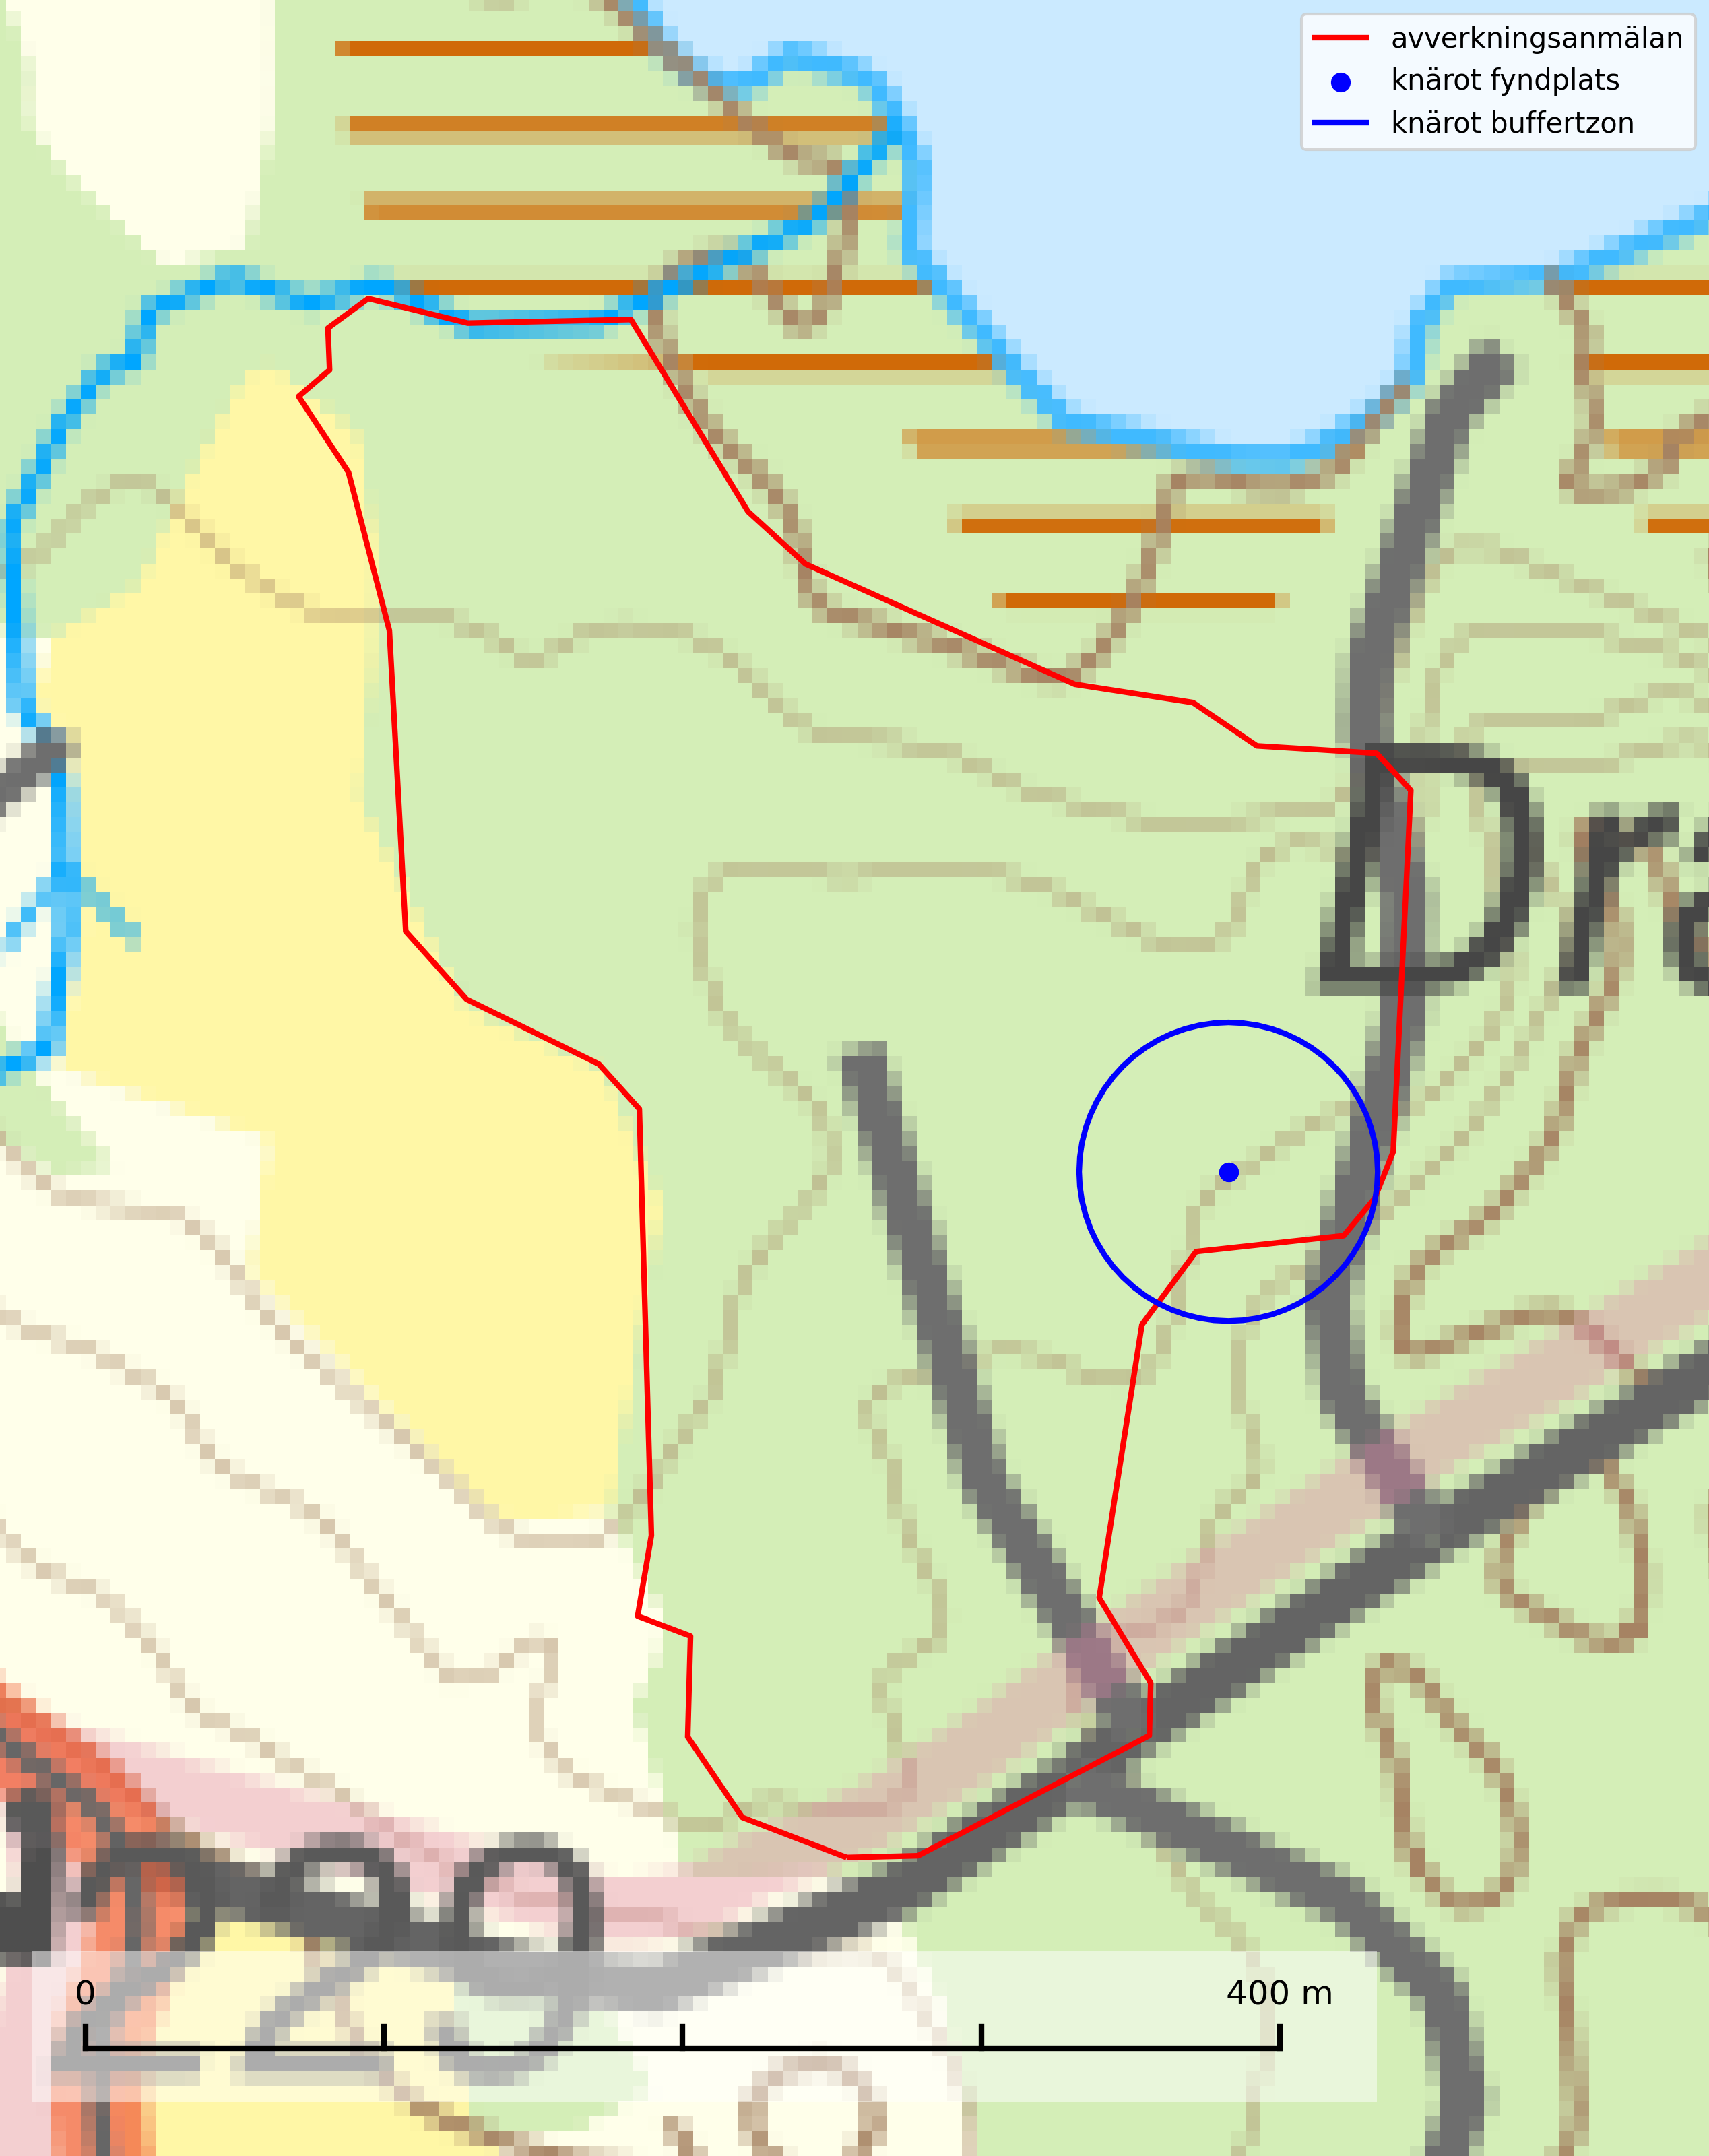 avverkningsanmälan
knärot fyndplats
knärot buffertzon
0 400 m